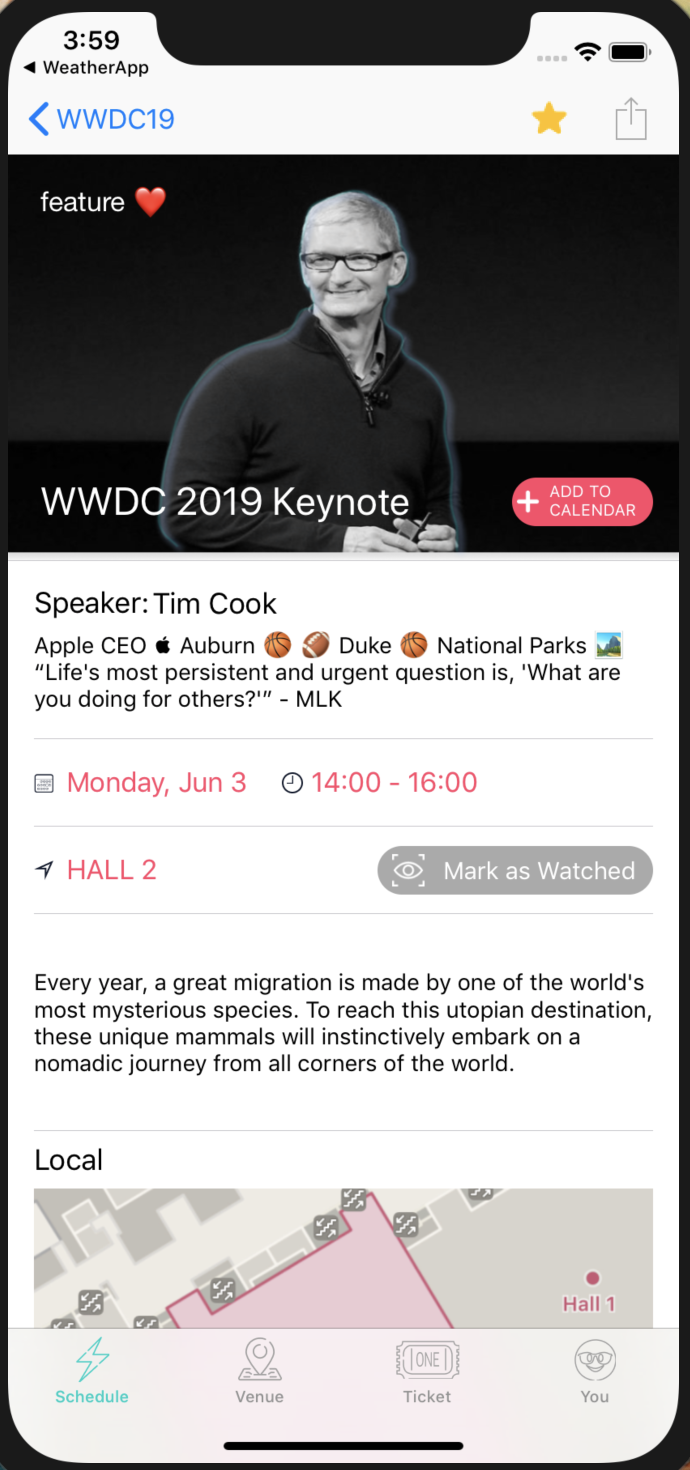 3:59
◀ WeatherApp
WWDC19
feature ❤️
WWDC 2019 Keynote
ADD TO
CALENDAR
Speaker: Tim Cook
Apple CEO  Auburn 🏀 🏈 Duke 🏀 National Parks 🏞️
“Life's most persistent and urgent question is, 'What are
you doing for others?'” - MLK
Monday, Jun 3 14:00 - 16:00
HALL 2 Mark as Watched
Every year, a great migration is made by one of the world's
most mysterious species. To reach this utopian destination,
these unique mammals will instinctively embark on a
nomadic journey from all corners of the world.
Local
Hall 1
ONE
Schedule Venue Ticket You